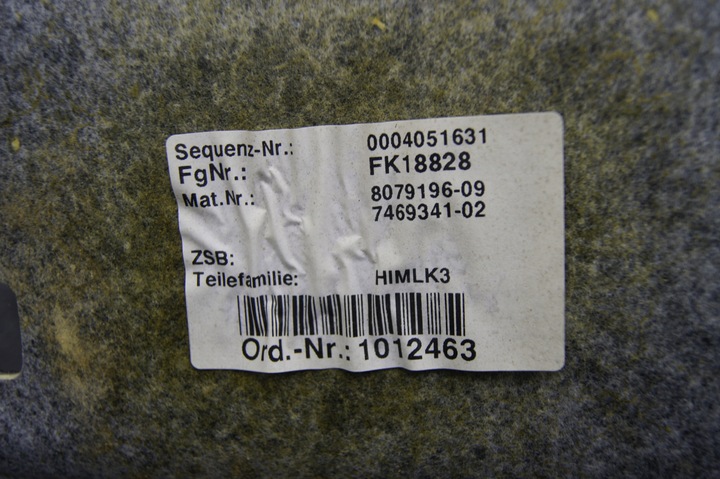 Sequenz-Nr.: 0004051631
FgNr.: FK18828
Mat.Nr.: 8079196-09
7469341-02
ZSB:
Teilefamilie: HIMLK3
Ord.-Nr.: 1012463